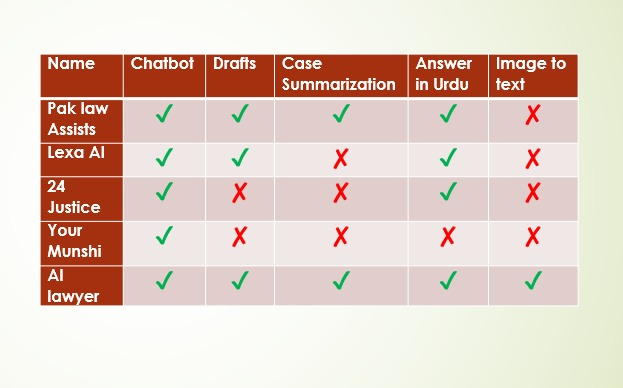 Name Chatbot Drafts Case Summarization Answer in Urdu Image to text
Pak law Assists ✓ ✓ ✓ ✓ ✗
Lexa AI ✓ ✓ ✗ ✓ ✗
24 Justice ✓ ✗ ✗ ✓ ✗
Your Munshi ✓ ✗ ✗ ✗ ✗
AI lawyer ✓ ✓ ✓ ✓ ✓